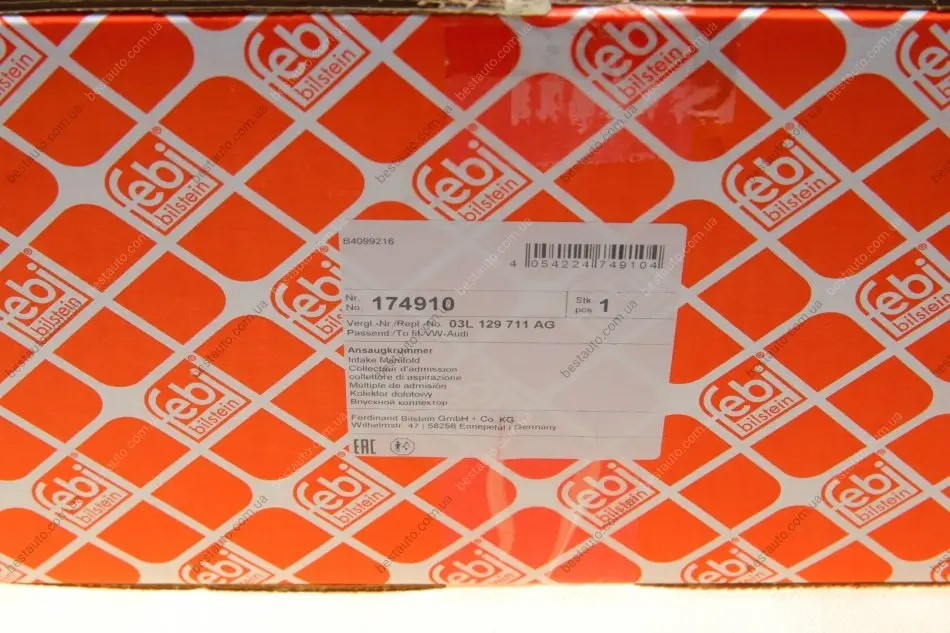 febi
bilstein
B4099216
4 054224 749104
Nr.
No. 174910
Stk
pcs 1
Vergl.-Nr./Repl.-No. 03L 129 711 AG
Passend/To fit VW-Audi
Ansaugkrümmer
Intake Manifold
Collecteur d'admission
collettore di aspirazione
Múltiple de admisión
Kolektor dolotowy
Впускной коллектор
Ferdinand Bilstein GmbH + Co. KG
Wilhelmstr. 47 | 58256 Ennepetal | Germany
EAC
bestauto.com.ua